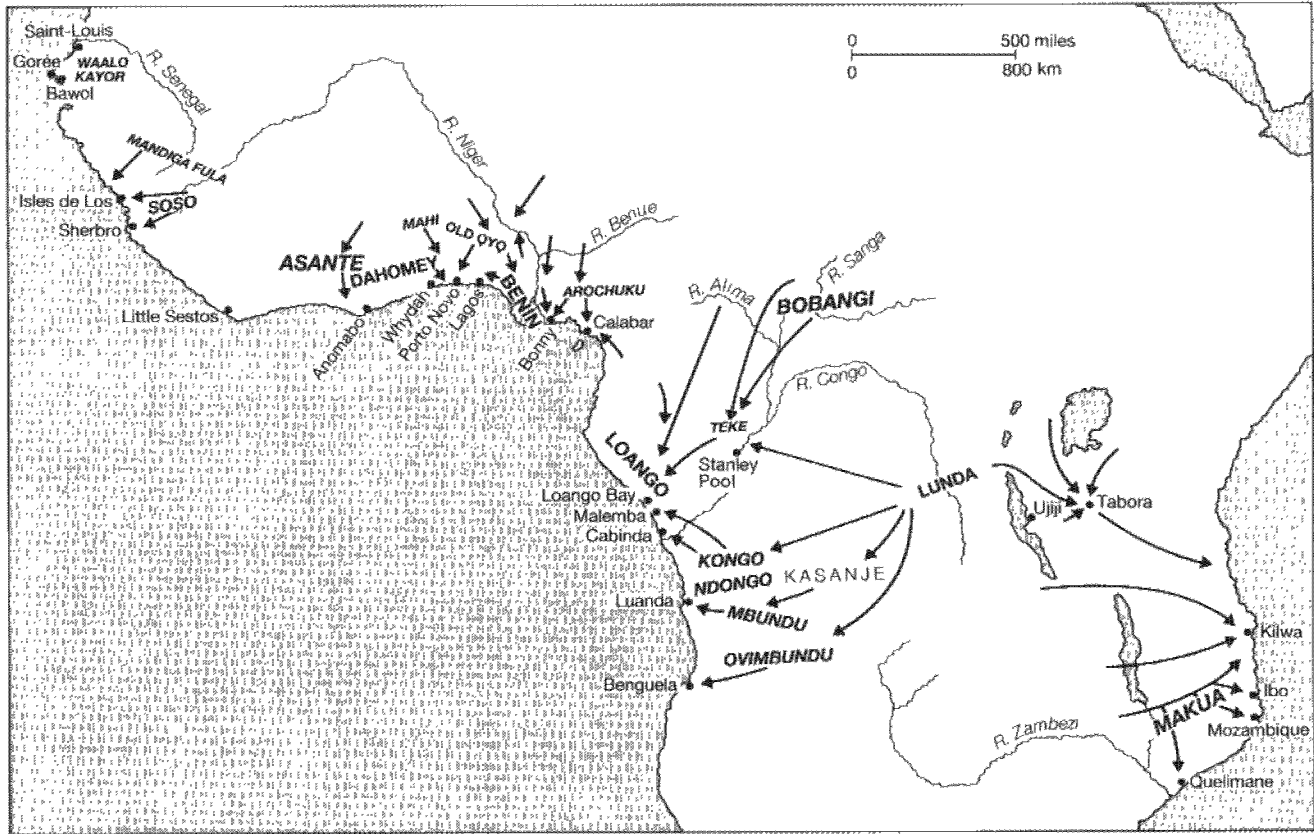 Saint-Louis
Gorée
WAALO
KAYOR
Bawol
R. Senegal
0 500 miles
0 800 km
MANDIGA FULA
R. Niger
Isles de Los
SOSO
Sherbro
MAHI
OLD OYO
R. Benue
ASANTE
DAHOMEY
BENIN
AROCHUKU
R. Alima
R. Sanga
BOBANGI
Little Sestos
Anomabo
Whydah
Porto Novo
Lagos
Bonny
Calabar
R. Congo
TEKE
LOANGO
Stanley
Pool
LUNDA
Loango Bay
Malemba
Cabinda
Ujiji
Tabora
KONGO
NDONGO
KASANJE
Luanda
MBUNDU
Kilwa
OVIMBUNDU
Benguela
Ibo
MAKUA
Mozambique
R. Zambezi
Quelimane